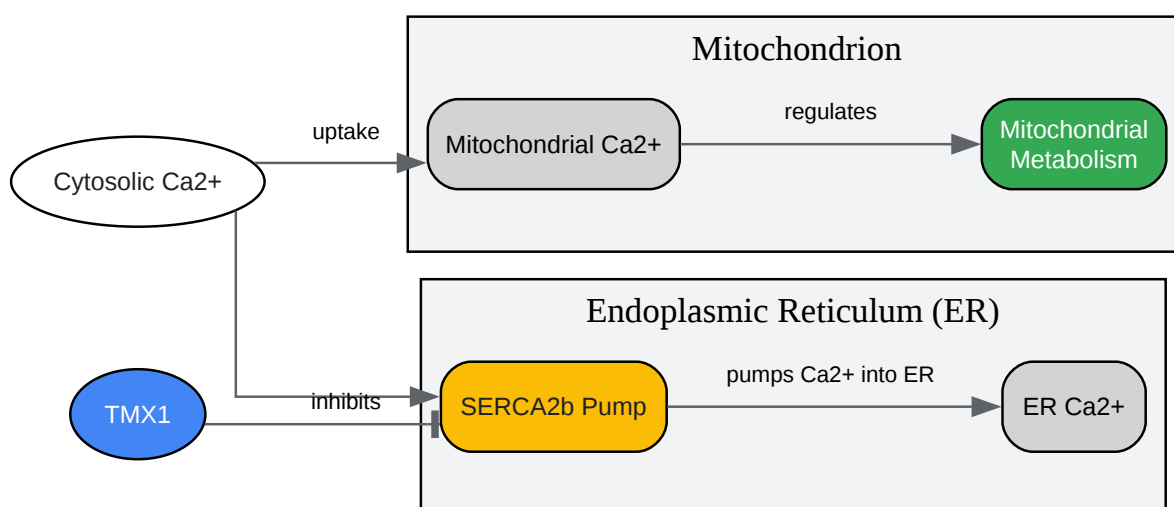 Mitochondrion
uptake
Mitochondrial Ca2+
regulates
Mitochondrial
Metabolism
Cytosolic Ca2+
Endoplasmic Reticulum (ER)
TMX1
inhibits
SERCA2b Pump
pumps Ca2+ into ER
ER Ca2+